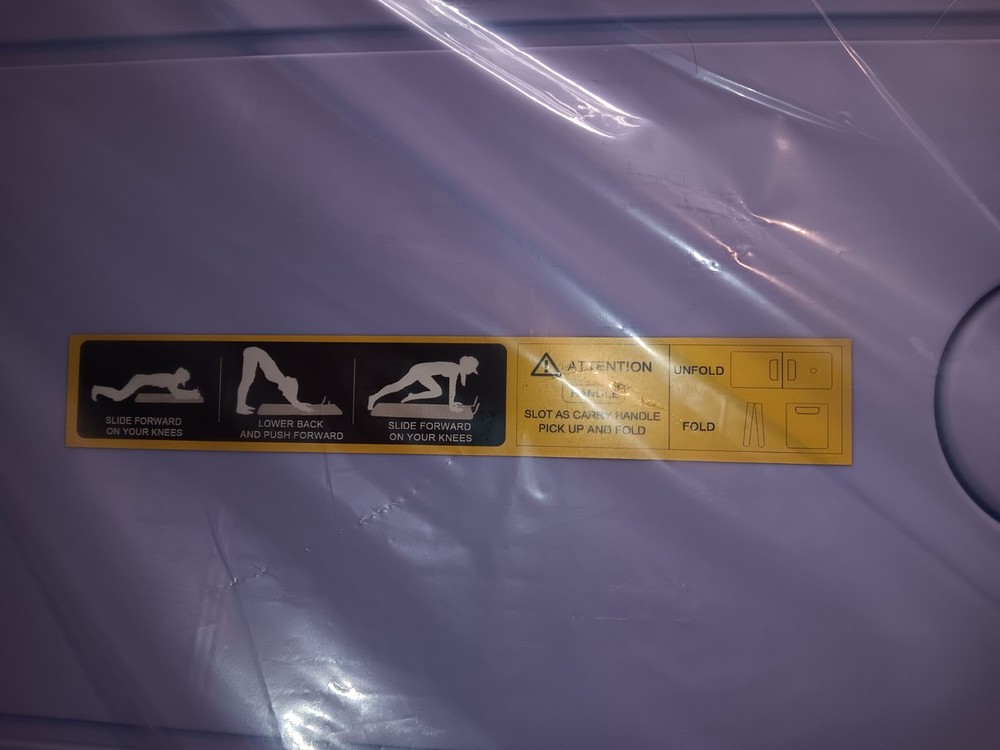 SLIDE FORWARD
ON YOUR KNEES
LOWER BACK
AND PUSH FORWARD
SLIDE FORWARD
ON YOUR KNEES
ATTENTION
HANDLE
SLOT AS CARRY HANDLE
PICK UP AND FOLD
UNFOLD
FOLD